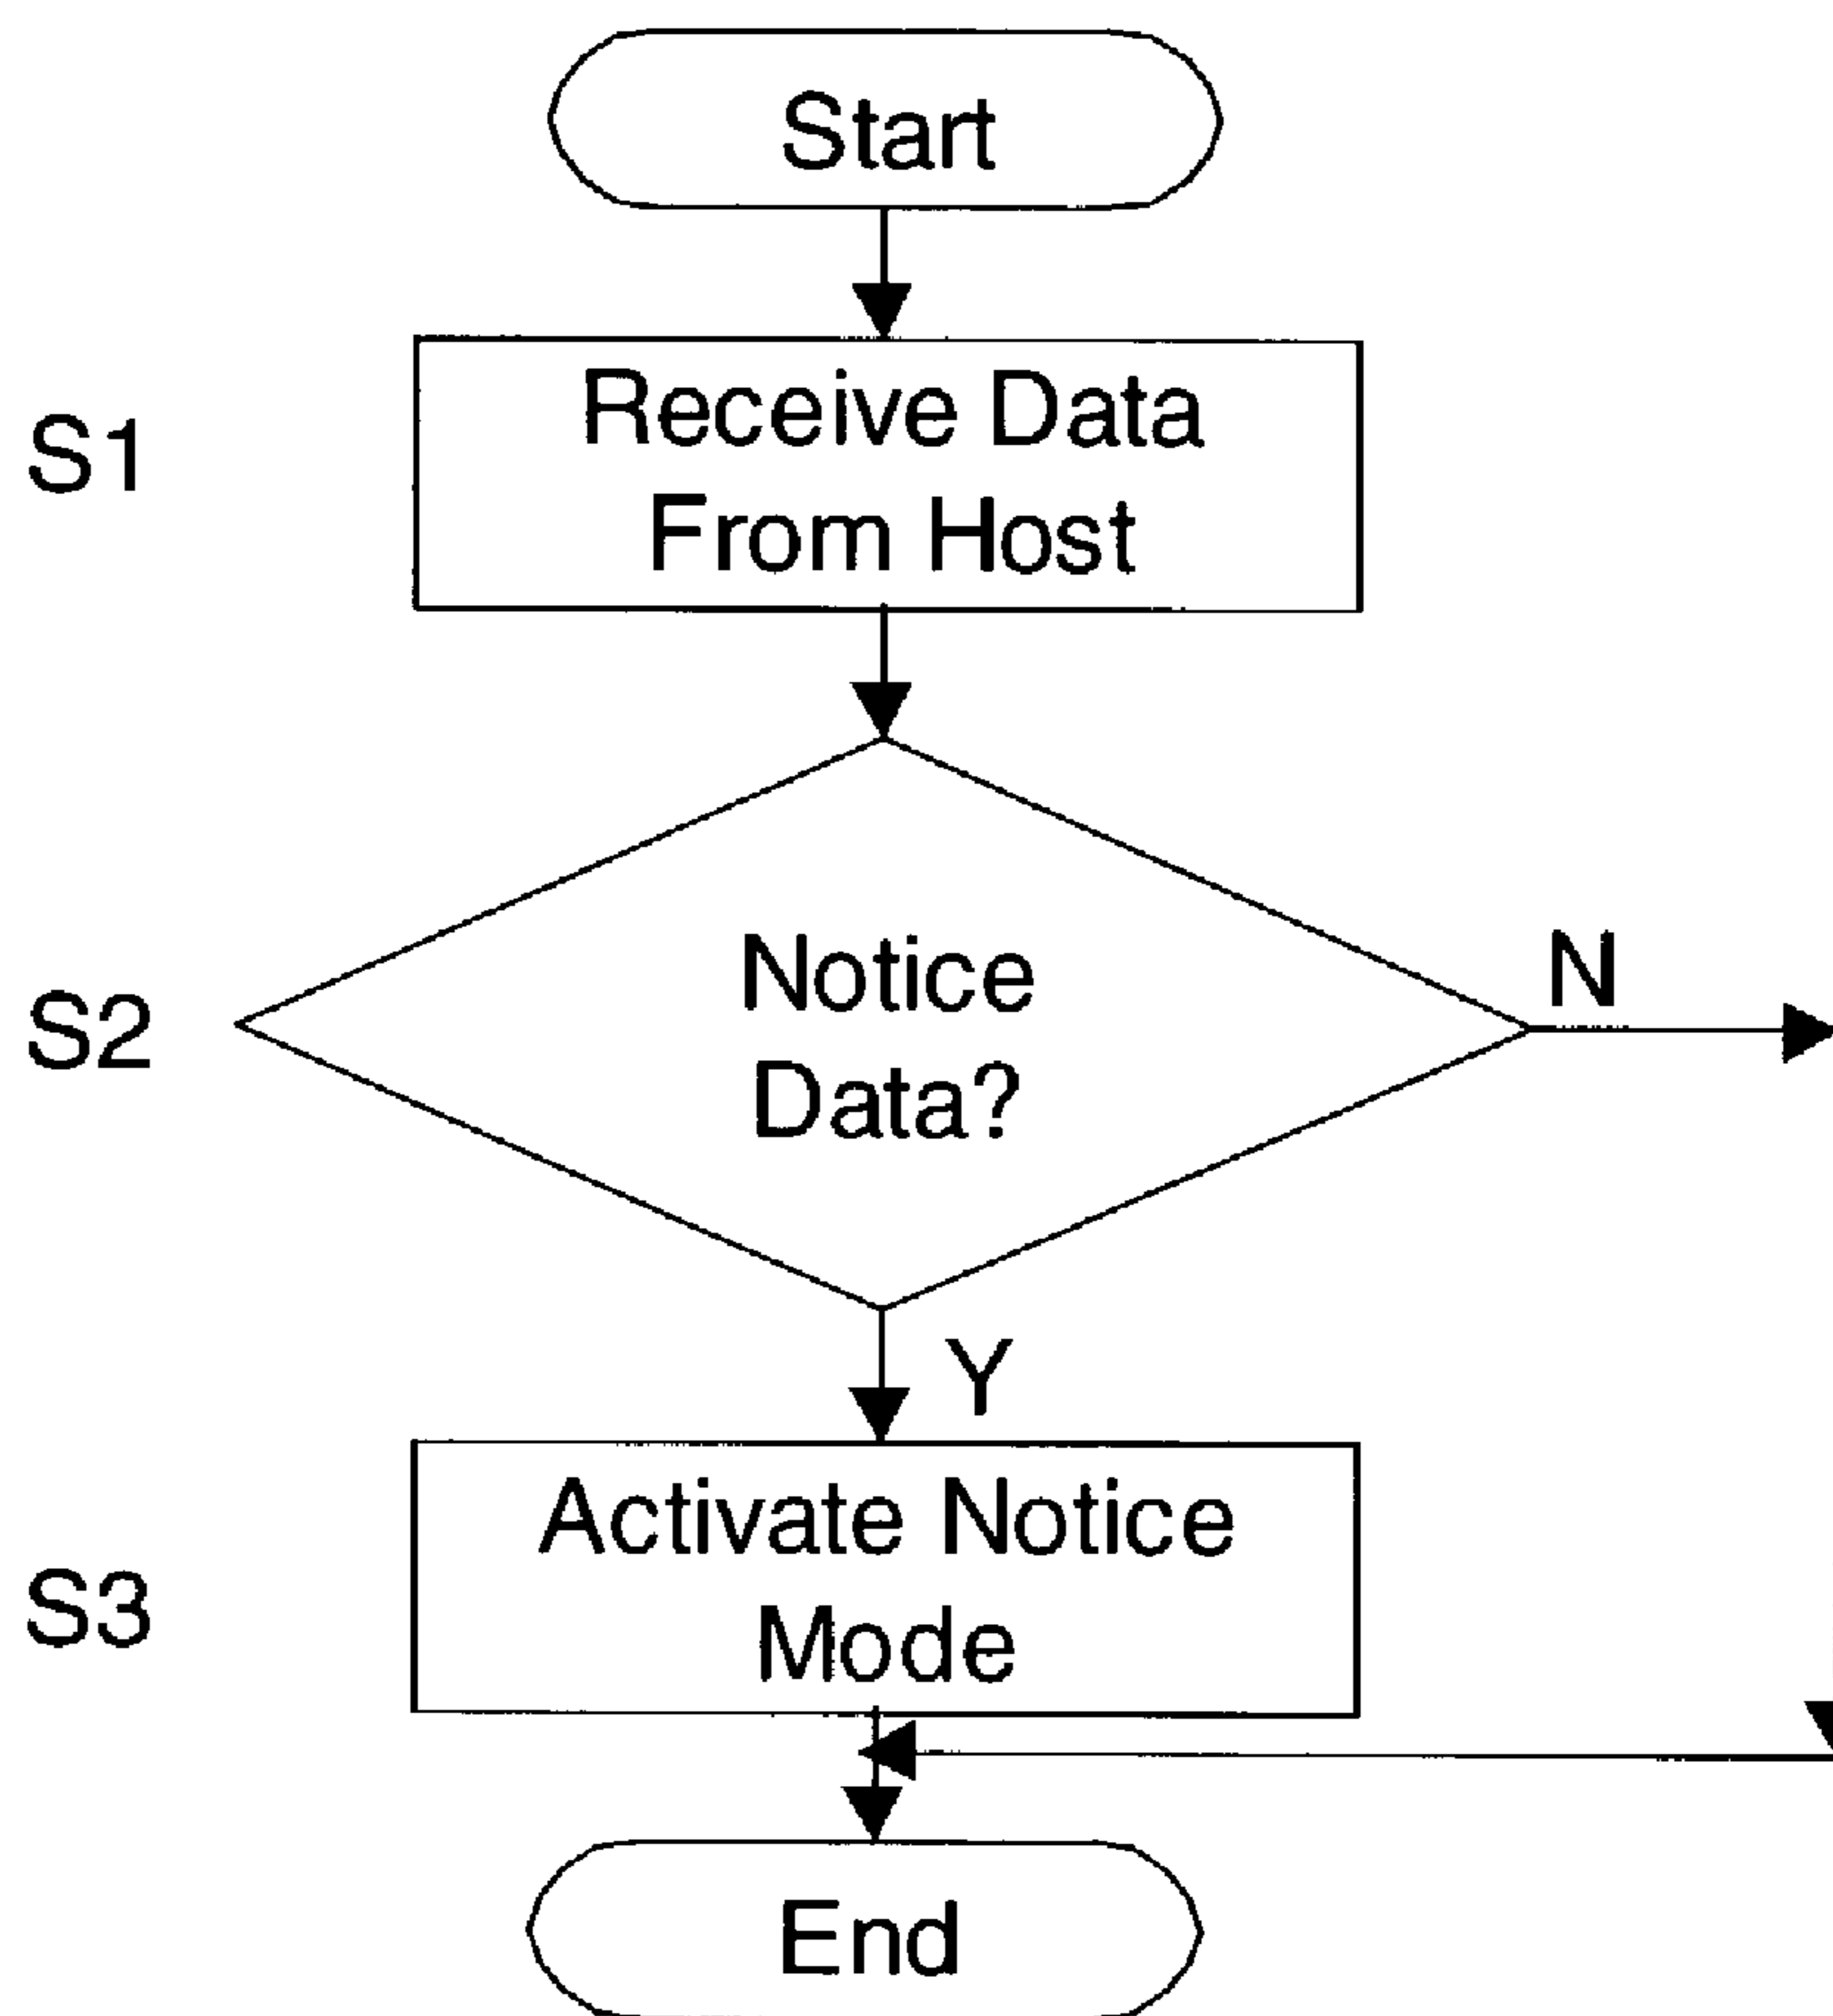 Start
S1
Receive Data
From Host
S2
Notice
Data?
N
Y
S3
Activate Notice
Mode
End